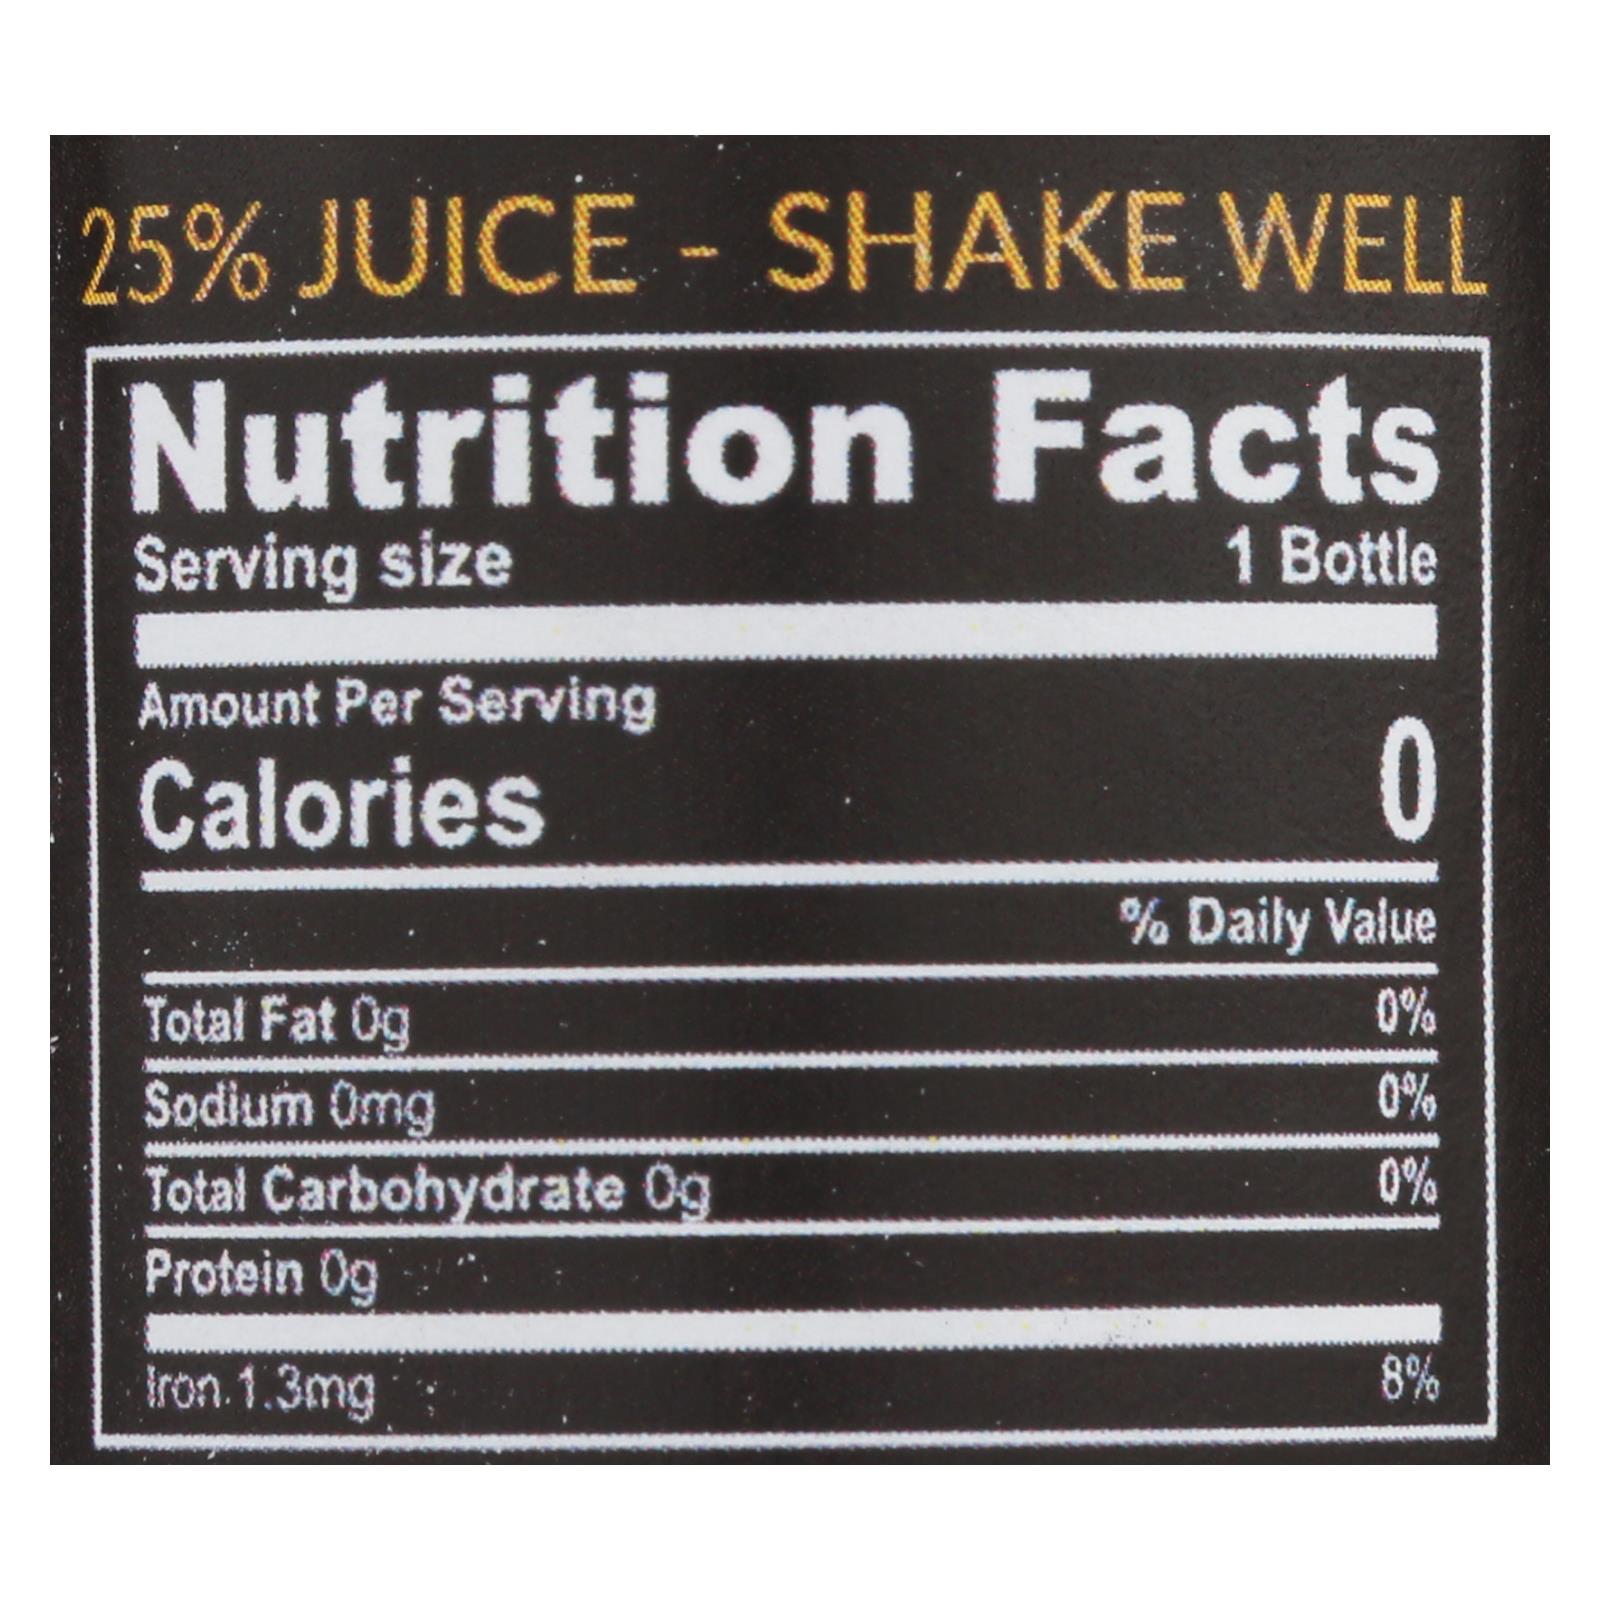 25% JUICE - SHAKE WELL
Nutrition Facts
Serving size 1 Bottle
Amount Per Serving
Calories 0
% Daily Value
Total Fat 0g 0%
Sodium 0mg 0%
Total Carbohydrate 0g 0%
Protein 0g
Iron 1.3mg 8%